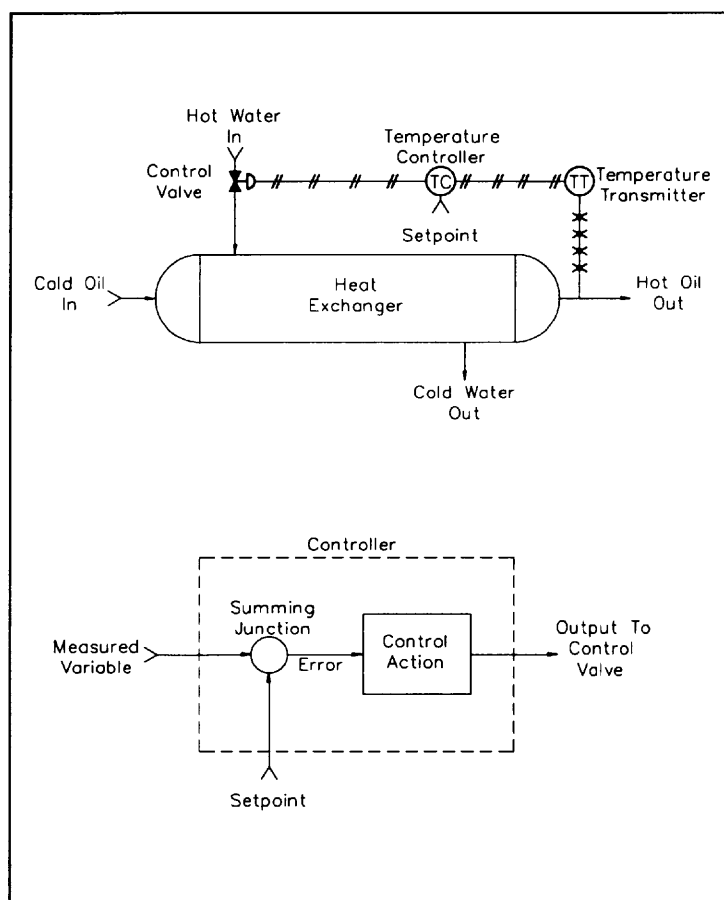 Hot Water
In
Temperature
Controller
Control
Valve
TC
TT
Temperature
Transmitter
Setpoint
Cold Oil
In
Heat
Exchanger
Hot Oil
Out
Cold Water
Out
Controller
Summing
Junction
Measured
Variable
Error
Control
Action
Output To
Control
Valve
Setpoint